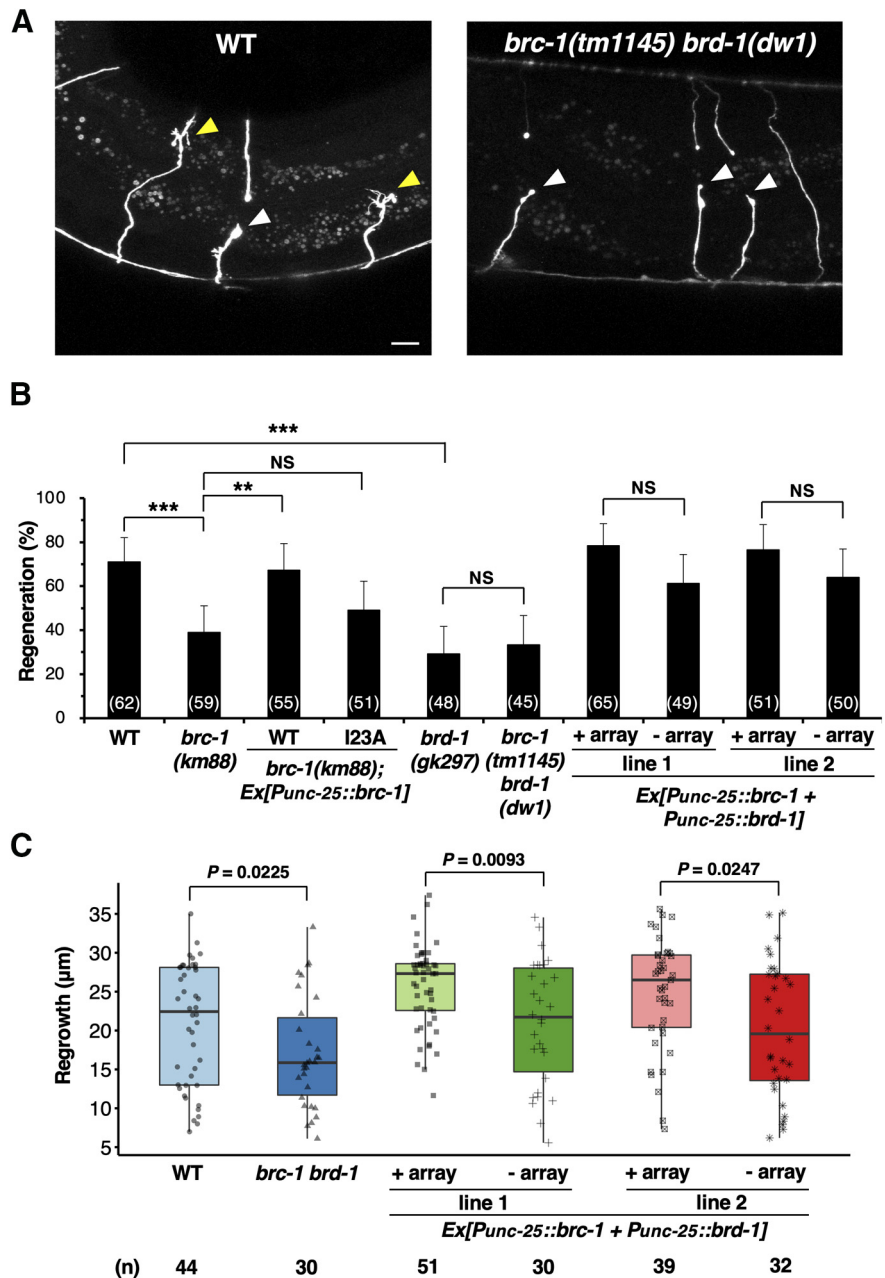 A
WT
brc-1(tm1145) brd-1(dw1)
B
***
NS
**
***
NS
NS
NS
Regeneration (%)
100
80
60
40
20
0
(62)
(59)
(55)
(51)
(48)
(45)
(65)
(49)
(51)
(50)
WT
brc-1
(km88)
WT
I23A
brc-1(km88);
Ex[Punc-25::brc-1]
brd-1
(gk297)
brc-1
(tm1145)
brd-1
(dw1)
+ array
- array
line 1
+ array
- array
line 2
Ex[Punc-25::brc-1 +
Punc-25::brd-1]
C
P = 0.0225
P = 0.0093
P = 0.0247
Regrowth (µm)
35
30
25
20
15
10
5
WT
brc-1 brd-1
+ array
- array
+ array
- array
line 1
line 2
Ex[Punc-25::brc-1 + Punc-25::brd-1]
(n) 44 30 51 30 39 32